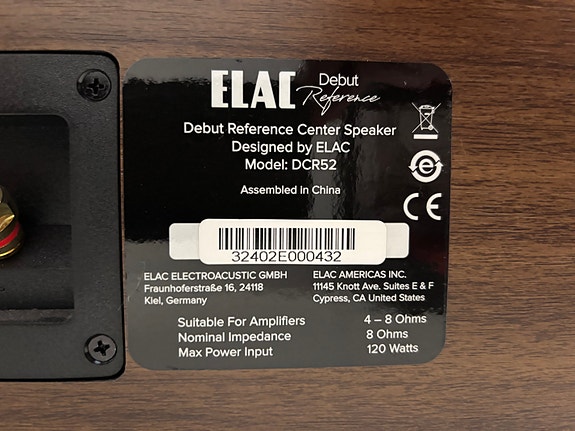 ELAC Debut Reference
Debut Reference Center Speaker
Designed by ELAC
Model: DCR52
Assembled in China
CE
32402E000432
ELAC ELECTROACUSTIC GMBH
Fraunhoferstraße 16, 24118
Kiel, Germany
ELAC AMERICAS INC.
11145 Knott Ave. Suites E & F
Cypress, CA United States
Suitable For Amplifiers 4 – 8 Ohms
Nominal Impedance 8 Ohms
Max Power Input 120 Watts